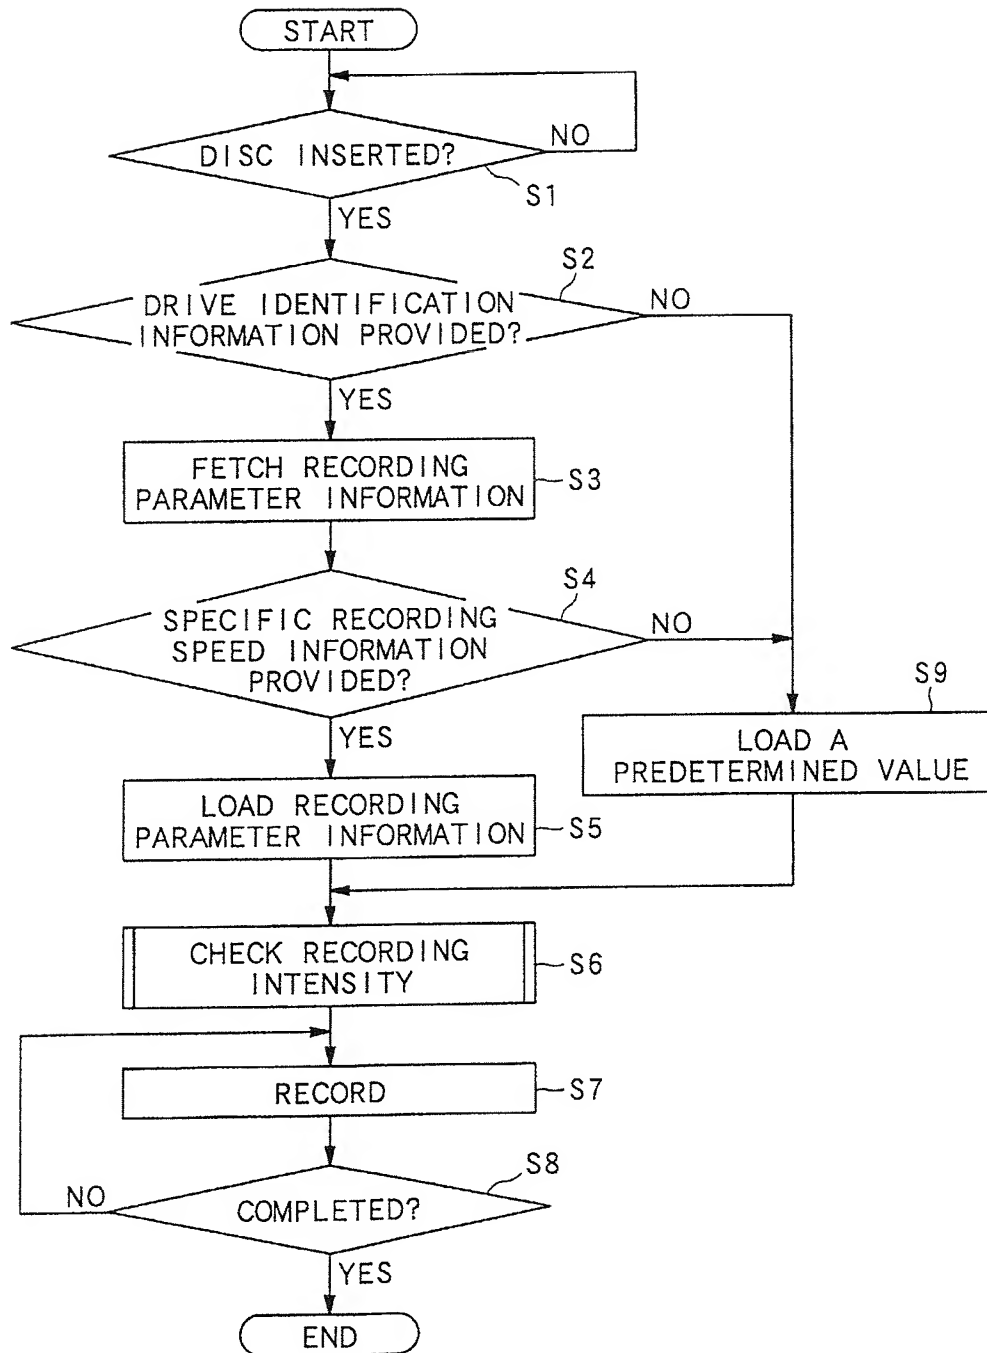 START
NO
DISC INSERTED?
S1
YES
S2
NO
DRIVE IDENTIFICATION
INFORMATION PROVIDED?
YES
FETCH RECORDING
PARAMETER INFORMATION
S3
S4
SPECIFIC RECORDING
NO
SPEED INFORMATION
PROVIDED?
S9
YES
LOAD A
PREDETERMINED VALUE
LOAD RECORDING
PARAMETER INFORMATION
S5
CHECK RECORDING
INTENSITY
S6
RECORD
S7
S8
NO
COMPLETED?
YES
END